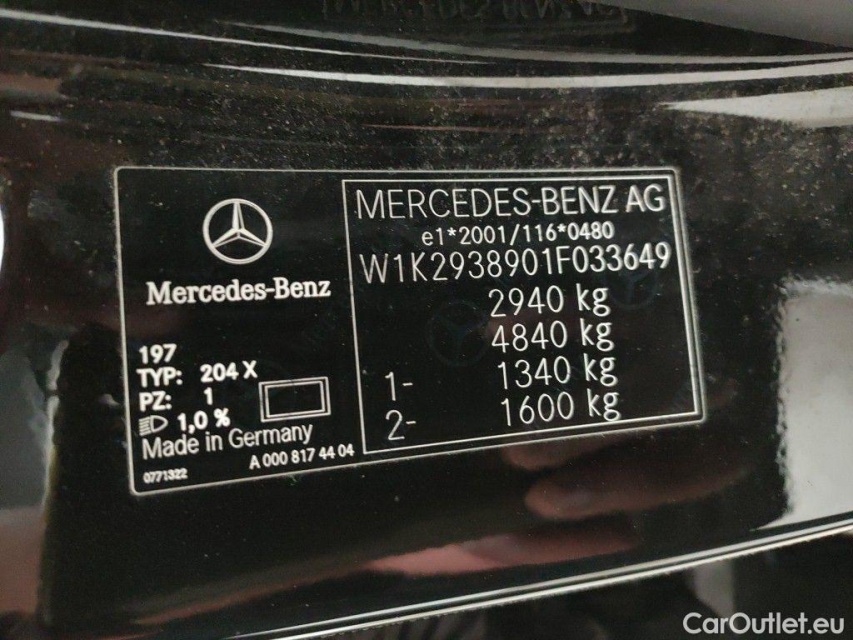 Mercedes-Benz
197
TYP: 204 X
PZ: 1
1,0 %
Made in Germany
0771322
A 000 817 44 04
MERCEDES-BENZ AG
e1*2001/116*0480
W1K2938901F033649
2940 kg
4840 kg
1- 1340 kg
2- 1600 kg
CarOutlet.eu